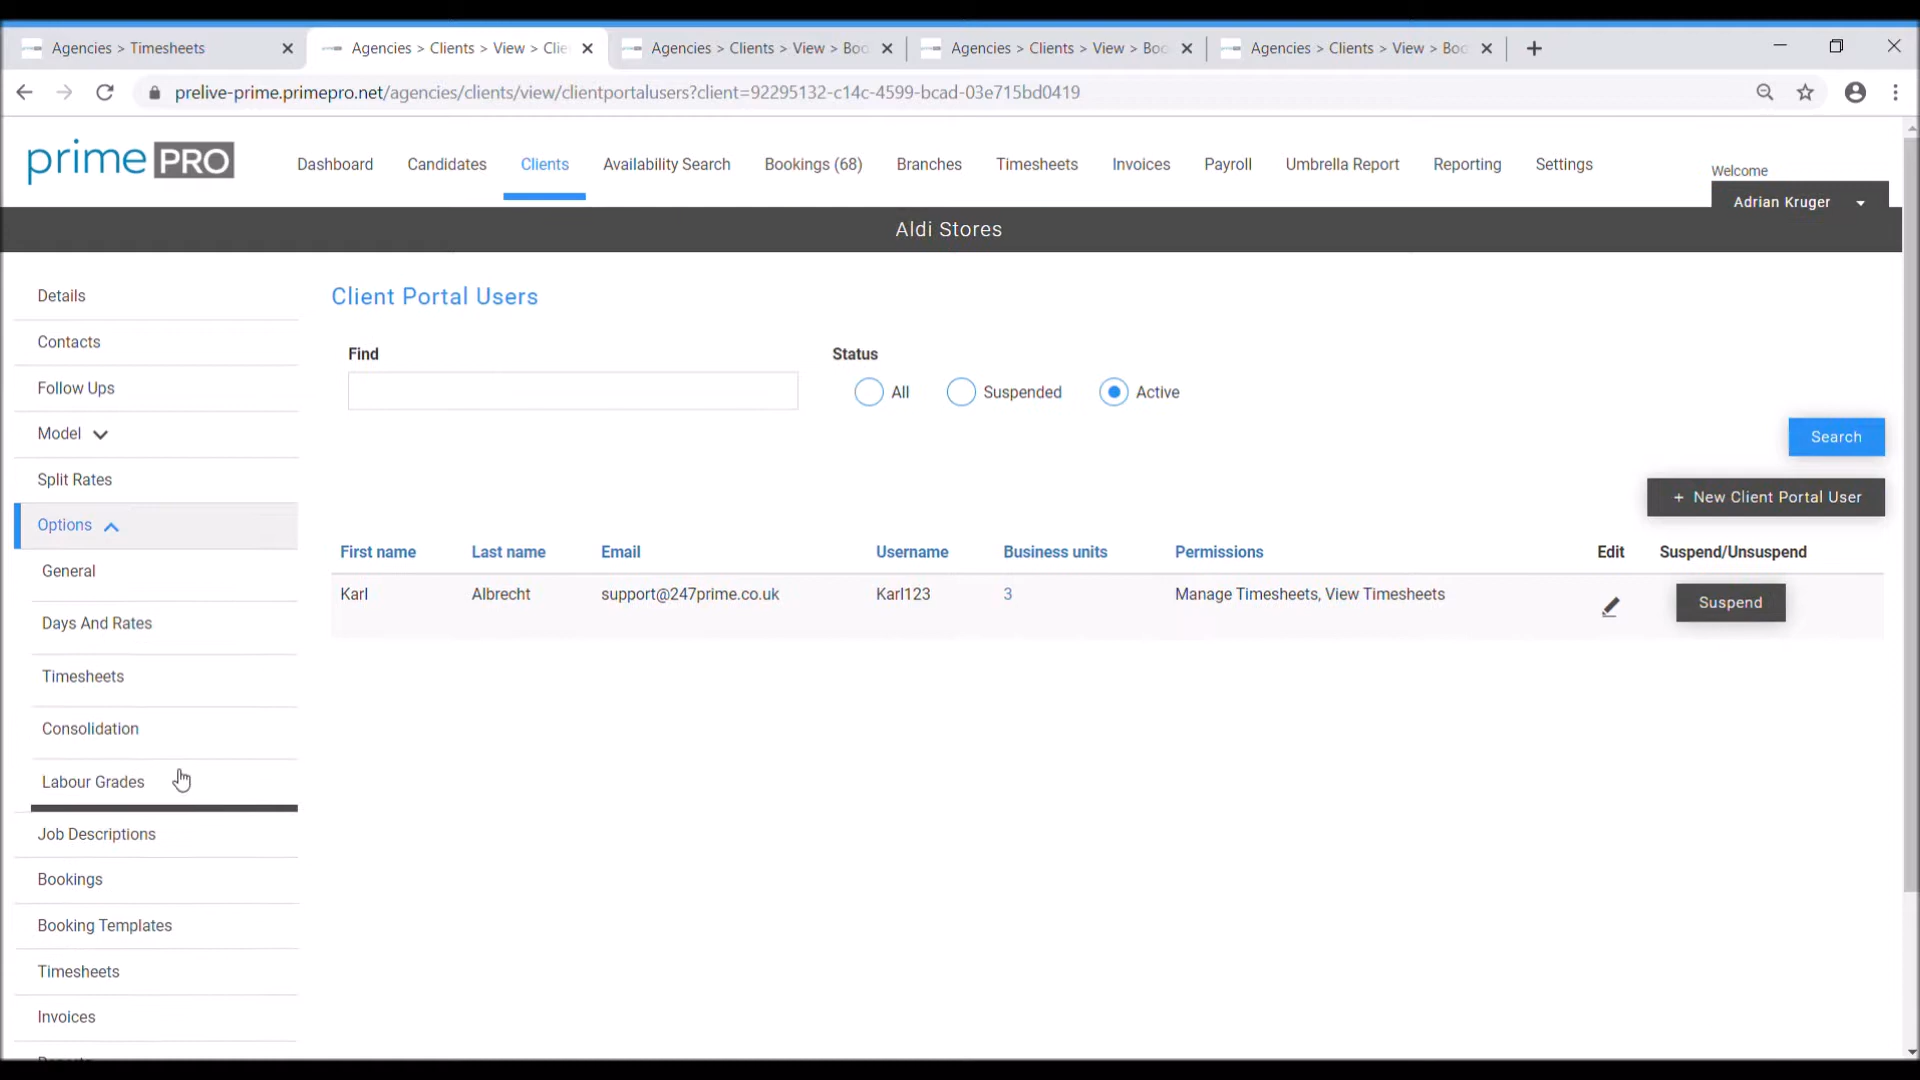 Agencies > Timesheets
Agencies > Clients > View > Clie
Agencies > Clients > View > Boo
Agencies > Clients > View > Boo
Agencies > Clients > View > Boo
prelive-prime.primepro.net/agencies/clients/view/clientportalusers?client=92295132-c14c-4599-bcad-03e715bd0419
prime PRO
Dashboard
Candidates
Clients
Availability Search
Bookings (68)
Branches
Timesheets
Invoices
Payroll
Umbrella Report
Reporting
Settings
Welcome
Adrian Kruger
Aldi Stores
Details
Contacts
Follow Ups
Model
Split Rates
Options
General
Days And Rates
Timesheets
Consolidation
Labour Grades
Job Descriptions
Bookings
Booking Templates
Timesheets
Invoices
Client Portal Users
Find
Status
All
Suspended
Active
Search
+ New Client Portal User
First name Last name Email Username Business units Permissions Edit Suspend/Unsuspend
Karl Albrecht support@247prime.co.uk Karl123 3 Manage Timesheets, View Timesheets Suspend